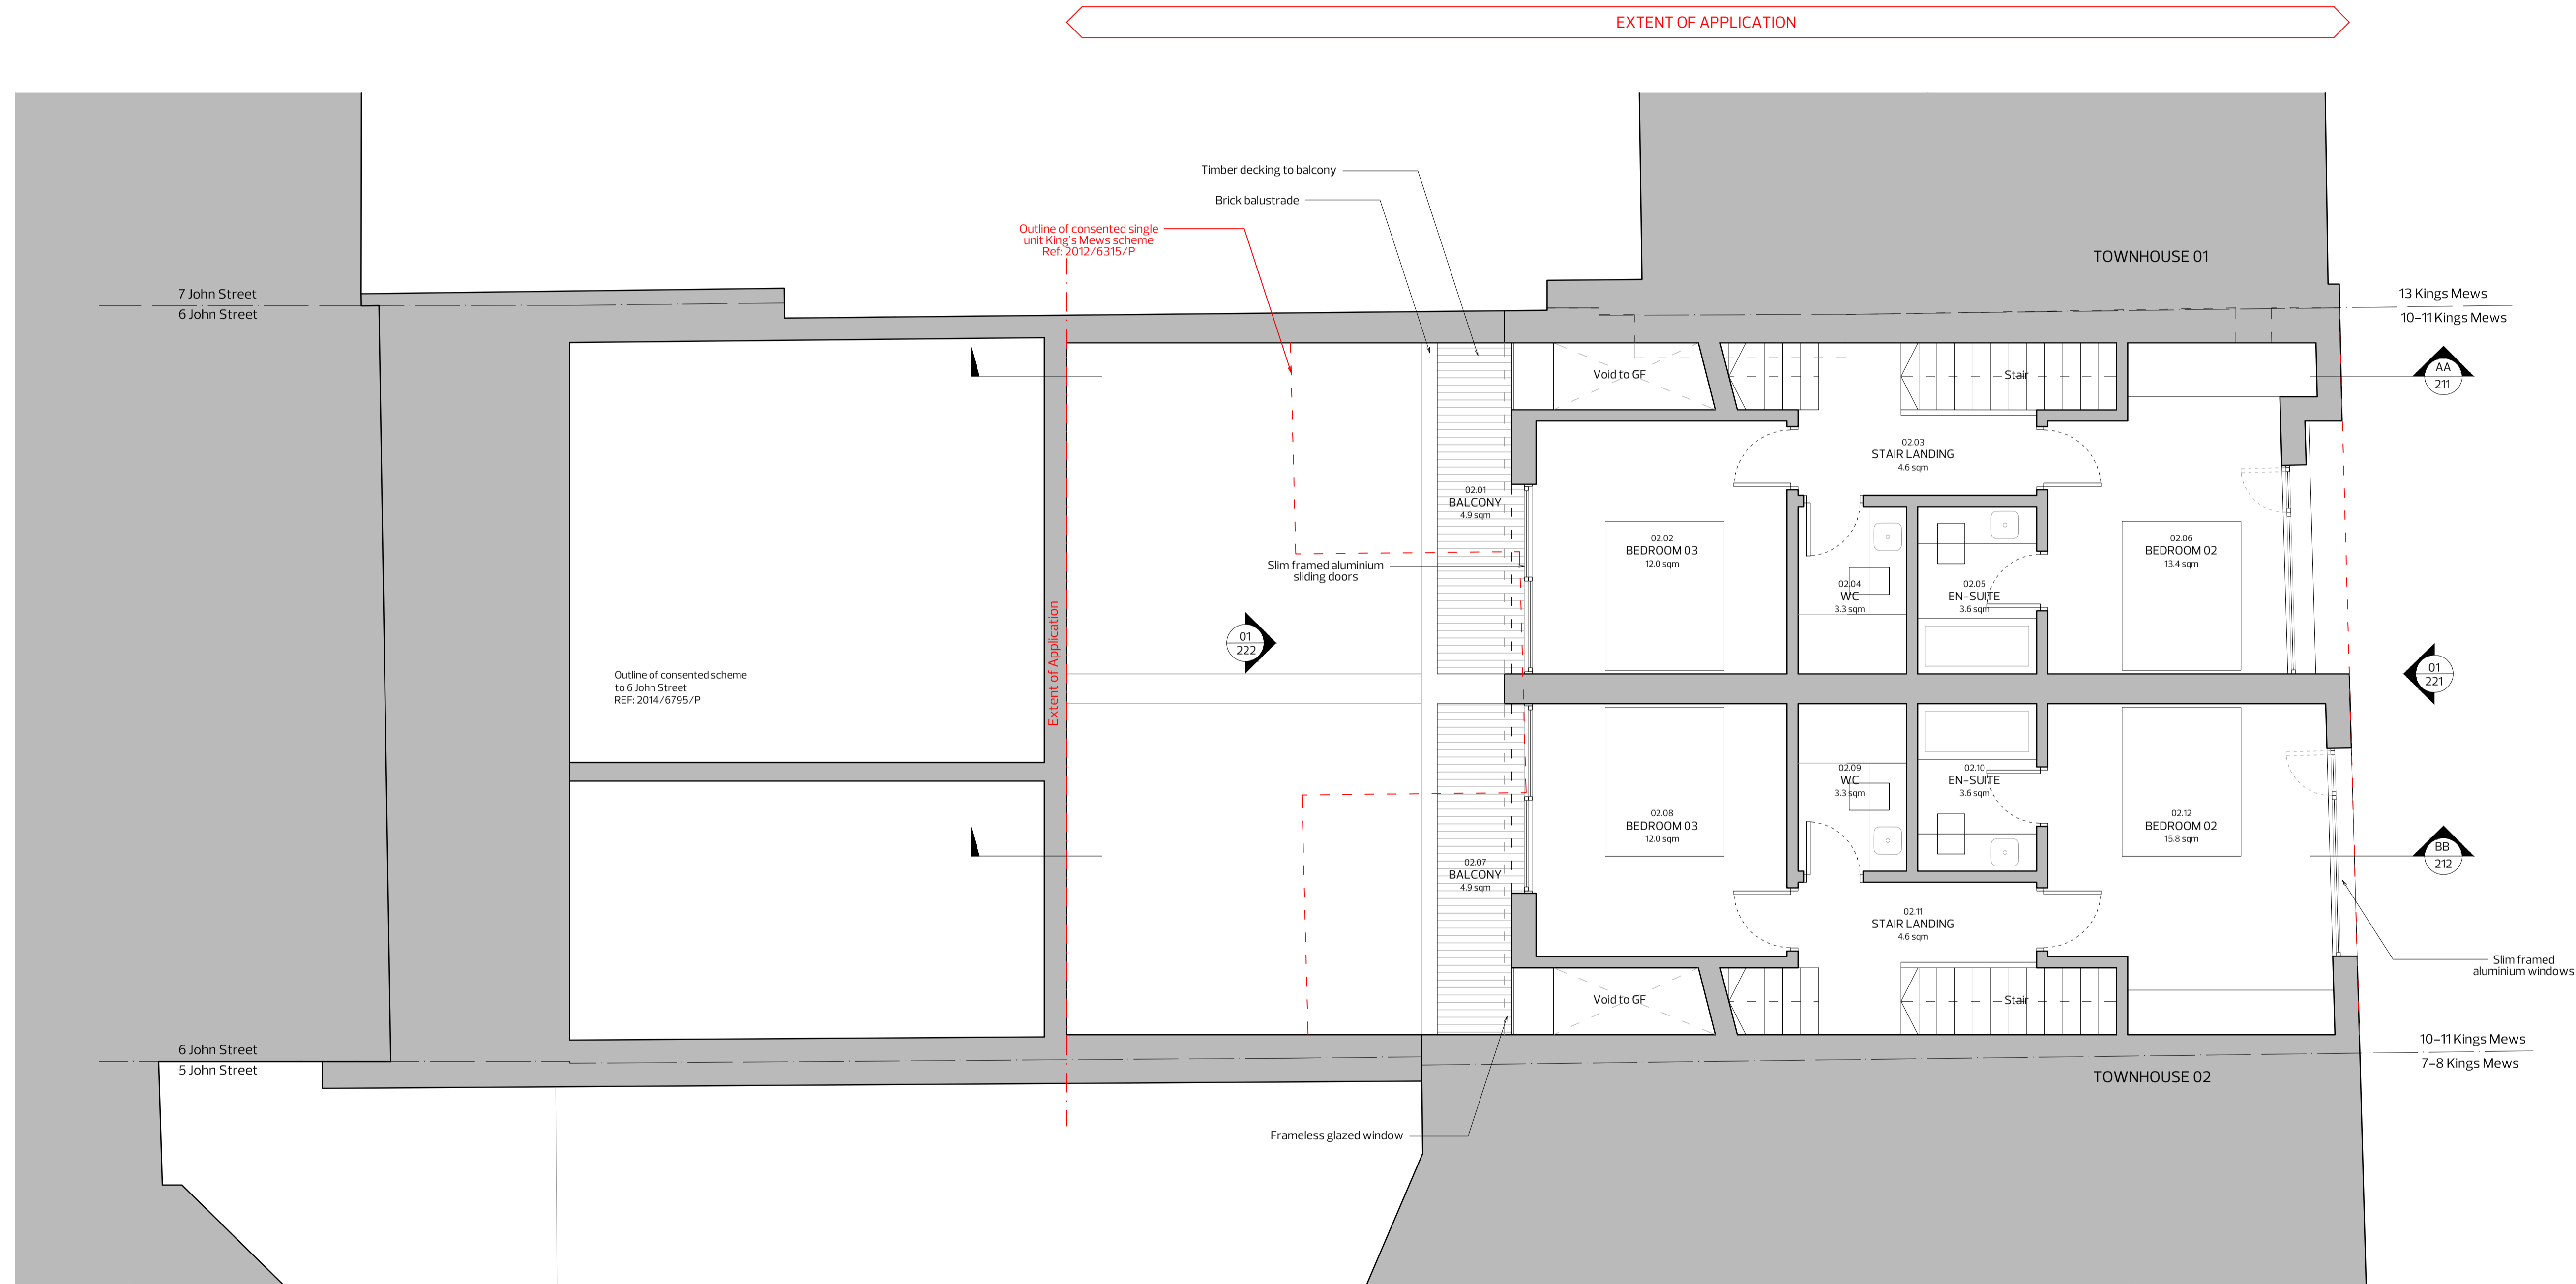 EXTENT OF APPLICATION
Timber decking to balcony
Brick balustrade
Outline of consented single
unit King's Mews scheme
Ref: 2012/6315/P
TOWNHOUSE 01
7 John Street
6 John Street
13 Kings Mews
10-11 Kings Mews
AA
211
Void to GF
Stair
02.03
STAIR LANDING
4.6 sqm
02.01
BALCONY
4.9 sqm
Slim framed aluminium
sliding doors
02.02
BEDROOM 03
12.0 sqm
02.04
WC
3.3 sqm
02.05
EN-SUITE
3.6 sqm
02.06
BEDROOM 02
13.4 sqm
Extent of Application
01
222
01
221
Outline of consented scheme
to 6 John Street
REF: 2014/6795/P
02.07
BALCONY
4.9 sqm
02.08
BEDROOM 03
12.0 sqm
02.09
WC
3.3 sqm
02.10
EN-SUITE
3.6 sqm
02.12
BEDROOM 02
15.8 sqm
BB
212
02.11
STAIR LANDING
4.6 sqm
Slim framed
aluminium windows
Void to GF
Stair
6 John Street
5 John Street
10-11 Kings Mews
7-8 Kings Mews
TOWNHOUSE 02
Frameless glazed window